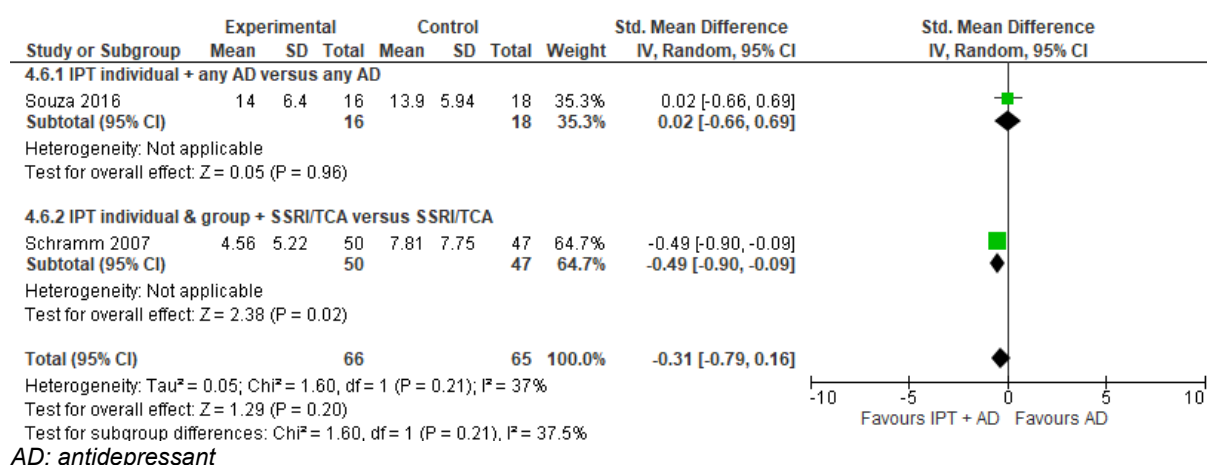 Experimental Control Std. Mean Difference Std. Mean Difference
Study or Subgroup Mean SD Total Mean SD Total Weight IV, Random, 95% CI IV, Random, 95% CI
4.6.1 IPT individual + any AD versus any AD
Souza 2016 14 6.4 16 13.9 5.94 18 35.3% 0.02 [-0.66, 0.69]
Subtotal (95% CI) 16 18 35.3% 0.02 [-0.66, 0.69]
Heterogeneity: Not applicable
Test for overall effect: Z = 0.05 (P = 0.96)
4.6.2 IPT individual & group + SSRI/TCA versus SSRI/TCA
Schramm 2007 4.56 5.22 50 7.81 7.75 47 64.7% -0.49 [-0.90, -0.09]
Subtotal (95% CI) 50 47 64.7% -0.49 [-0.90, -0.09]
Heterogeneity: Not applicable
Test for overall effect: Z = 2.38 (P = 0.02)
Total (95% CI) 66 65 100.0% -0.31 [-0.79, 0.16]
Heterogeneity: Tau² = 0.05; Chi² = 1.60, df = 1 (P = 0.21); I² = 37%
Test for overall effect: Z = 1.29 (P = 0.20)
Test for subgroup differences: Chi² = 1.60, df = 1 (P = 0.21), I² = 37.5%
-10 -5 0 5 10
Favours IPT + AD Favours AD
AD: antidepressant